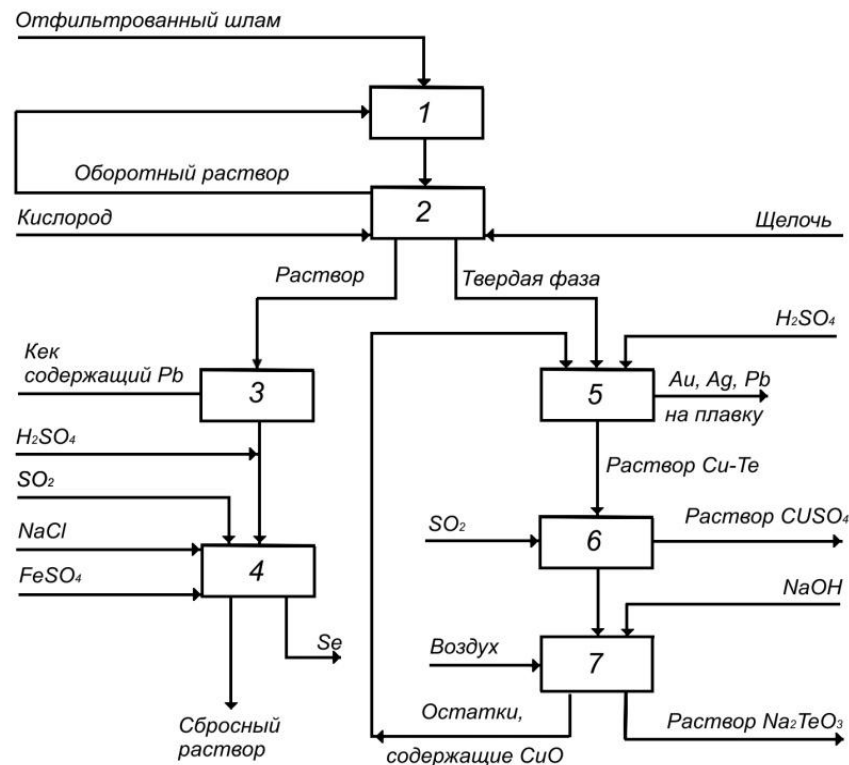 Отфильтрованный шлам
1
Оборотный раствор
2
Кислород
Щелочь
Раствор
Твердая фаза
H₂SO₄
Кек
содержащий Pb
3
5
Au, Ag, Pb
на плавку
H₂SO₄
Раствор Cu-Te
SO₂
SO₂
6
Раствор CUSO₄
NaCl
4
FeSO₄
NaOH
Se
Воздух
7
Сбросный
раствор
Остатки,
содержащие CuO
Раствор Na₂TeO₃